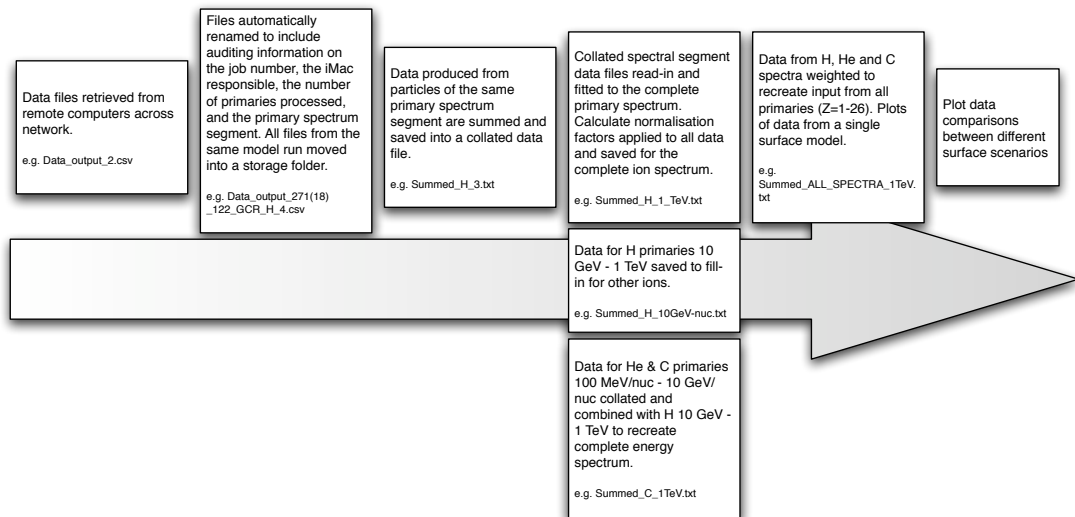 Data files retrieved from
remote computers across
network.
e.g. Data_output_2.csv
Files automatically
renamed to include
auditing information on
the job number, the iMac
responsible, the number
of primaries processed,
and the primary spectrum
segment. All files from the
same model run moved
into a storage folder.
e.g. Data_output_271(18)
_122_GCR_H_4.csv
Data produced from
particles of the same
primary spectrum
segment are summed and
saved into a collated data
file.
e.g. Summed_H_3.txt
Collated spectral segment
data files read-in and
fitted to the complete
primary spectrum.
Calculate normalisation
factors applied to all data
and saved for the
complete ion spectrum.
e.g. Summed_H_1_TeV.txt
Data for H primaries 10
GeV - 1 TeV saved to fill-
in for other ions.
e.g. Summed_H_10GeV-nuc.txt
Data for He & C primaries
100 MeV/nuc - 10 GeV/
nuc collated and
combined with H 10 GeV -
1 TeV to recreate
complete energy
spectrum.
e.g. Summed_C_1TeV.txt
Data from H, He and C
spectra weighted to
recreate input from all
primaries (Z=1-26). Plots
of data from a single
surface model.
e.g.
Summed_ALL_SPECTRA_1TeV.
txt
Plot data
comparisons
between different
surface scenarios